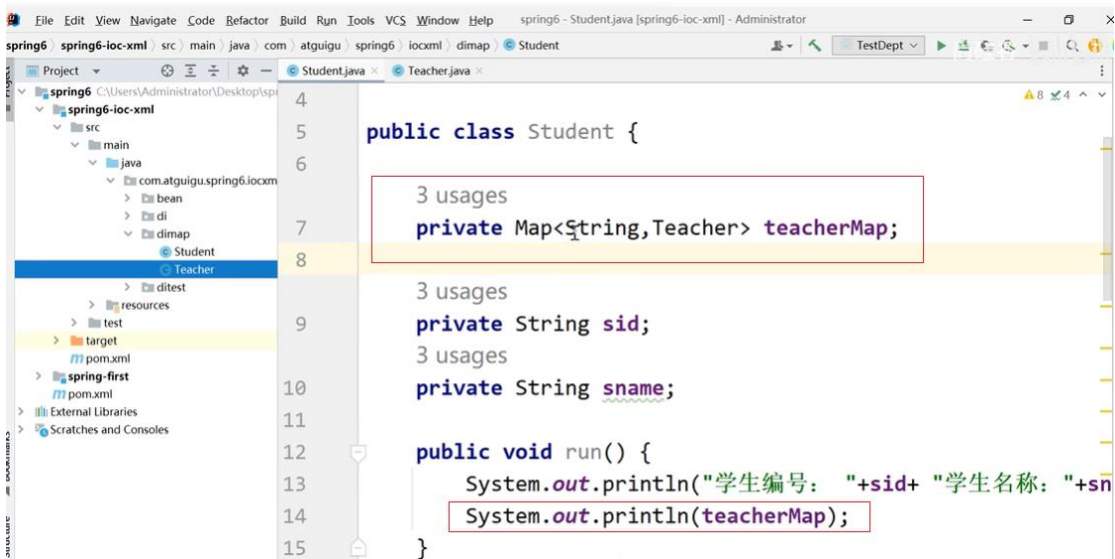 File Edit View Navigate Code Refactor Build Run Tools VCS Window Help spring6 - Student.java [spring6-ioc-xml] - Administrator
spring6 spring6-ioc-xml src main java com atguigu spring6 iocxml dimap Student TestDept
Project Student.java Teacher.java
spring6 C:\Users\Administrator\Desktop\spr
8 4
spring6-ioc-xml
src
main
java
com.atguigu.spring6.iocxm
bean
di
dimap
Student
Teacher
ditest
resources
test
target
pom.xml
spring-first
pom.xml
External Libraries
Scratches and Consoles
4
5 public class Student {
6
3 usages
7 private Map<String,Teacher> teacherMap;
8
3 usages
9 private String sid;
3 usages
10 private String sname;
11
12 public void run() {
13 System.out.println("学生编号: "+sid+ "学生名称: "+sn
14 System.out.println(teacherMap);
15 }